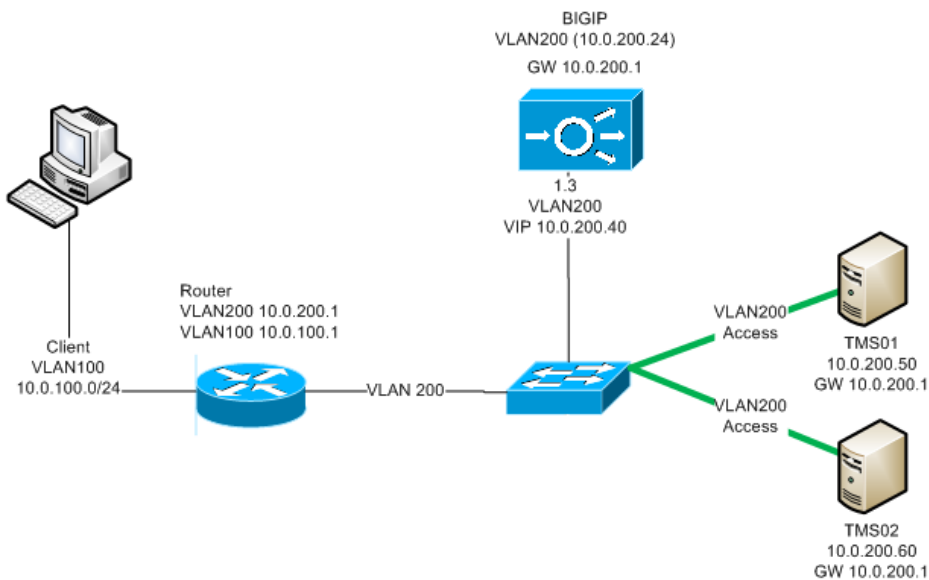 BIGIP
VLAN200 (10.0.200.24)
GW 10.0.200.1
1.3
VLAN200
VIP 10.0.200.40
Router
VLAN200 10.0.200.1
VLAN100 10.0.100.1
Client
VLAN100
10.0.100.0/24
VLAN 200
VLAN200
Access
TMS01
10.0.200.50
GW 10.0.200.1
VLAN200
Access
TMS02
10.0.200.60
GW 10.0.200.1